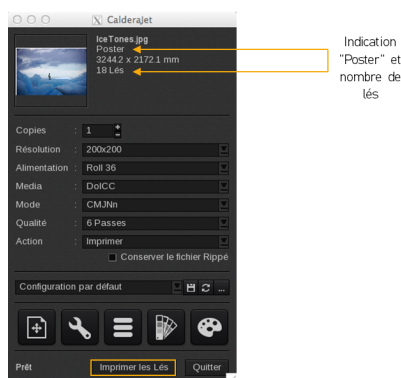 CalderaJet
IceTones.jpg
Poster
3244.2 x 2172.1 mm
18 Lés
Indication
"Poster" et
nombre de
lés
Copies : 1
Résolution : 200x200
Alimentation : Roll 36
Media : DolCC
Mode : CMJNn
Qualité : 6 Passes
Action : Imprimer
Conserver le fichier Rippé
Configuration par défaut
...
Prêt
Imprimer les Lés
Quitter